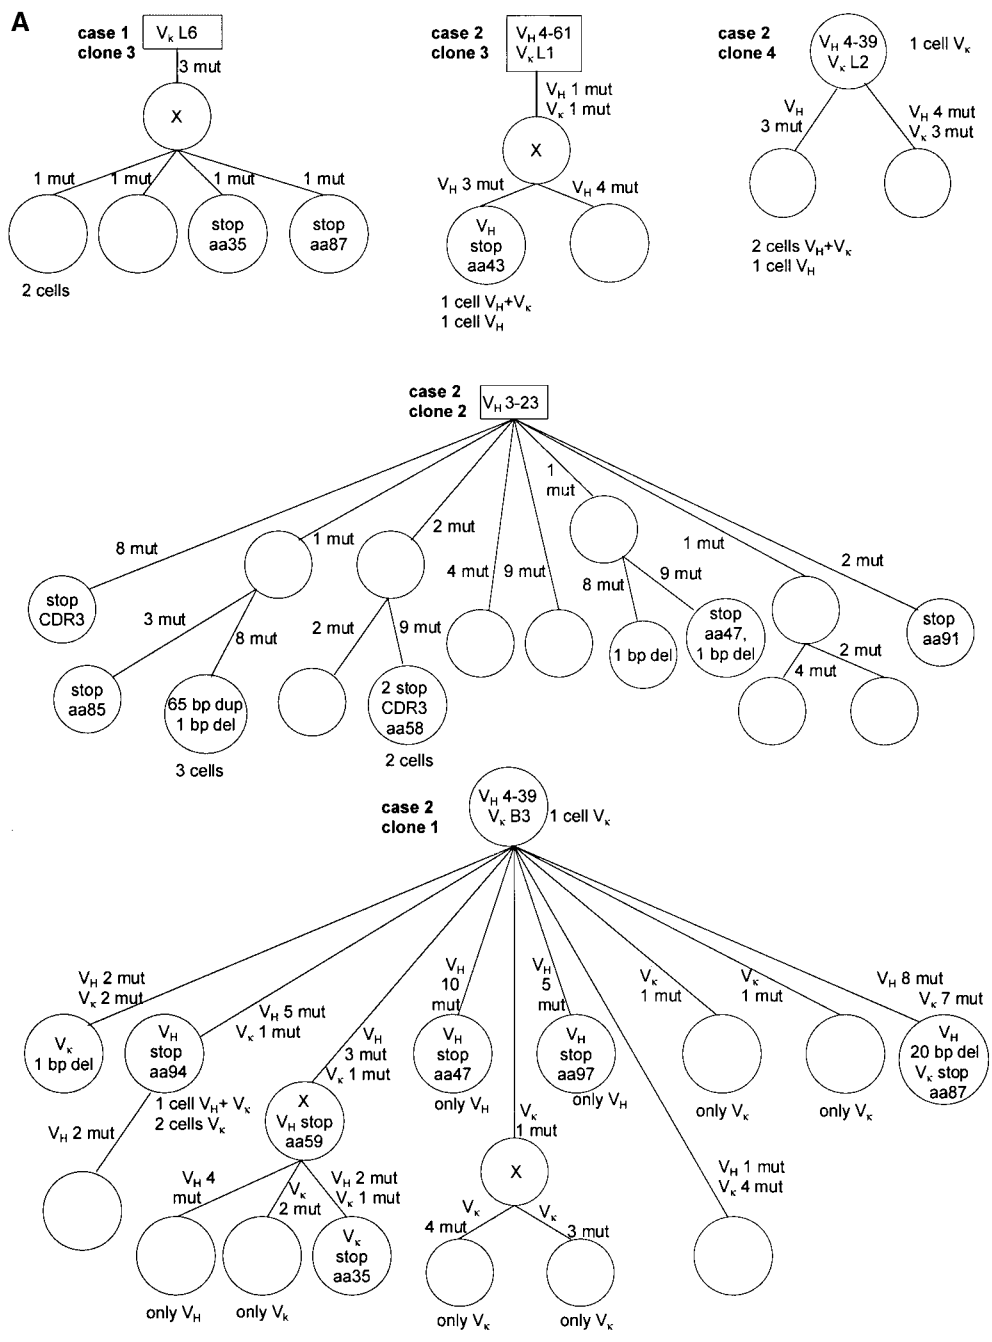 A
case 1
clone 3
Vκ L6
3 mut
X
1 mut
1 mut
1 mut
1 mut
stop
aa35
stop
aa87
2 cells
case 2
clone 3
VH 4-61
Vκ L1
VH 1 mut
Vκ 1 mut
X
VH 3 mut
VH 4 mut
VH
stop
aa43
1 cell VH+Vκ
1 cell VH
case 2
clone 4
VH 4-39
Vκ L2
1 cell Vκ
VH
3 mut
VH 4 mut
Vκ 3 mut
2 cells VH+Vκ
1 cell VH
case 2
clone 2
VH 3-23
8 mut
1 mut
2 mut
4 mut
9 mut
1
mut
1 mut
2 mut
stop
CDR3
3 mut
8 mut
2 mut
9 mut
8 mut
9 mut
4 mut
2 mut
stop
aa91
stop
aa85
65 bp dup
1 bp del
3 cells
2 stop
CDR3
aa58
2 cells
1 bp del
stop
aa47,
1 bp del
case 2
clone 1
VH 4-39
Vκ B3
1 cell Vκ
VH 2 mut
Vκ 2 mut
VH 5 mut
Vκ 1 mut
VH
3 mut
Vκ 1 mut
VH
10
mut
VH
5
mut
Vκ
1 mut
Vκ
1 mut
VH 8 mut
Vκ 7 mut
Vκ
1 bp del
VH
stop
aa94
1 cell VH+ Vκ
2 cells Vκ
VH 2 mut
X
VH stop
aa59
VH
stop
aa47
only VH
VH
stop
aa97
only VH
only Vκ
only Vκ
VH
20 bp del
Vκ stop
aa87
VH 4
mut
Vκ
2 mut
VH 2 mut
Vκ 1 mut
Vκ
1 mut
X
Vκ
4 mut
Vκ
3 mut
VH 1 mut
Vκ 4 mut
Vκ
stop
aa35
only VH
only Vk
only Vκ
only Vκ